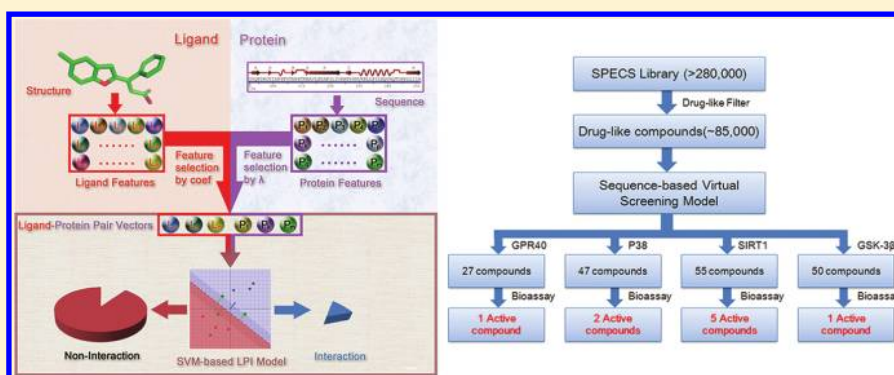 Ligand Protein
Structure
Sequence
Ligand Features
Feature
selection
by coef
Feature
selection
by λ
Protein Features
Ligand-Protein Pair Vectors
Non-Interaction
SVM-based LPI Model
Interaction
SPECS Library (>280,000)
Drug-like Filter
Drug-like compounds(~85,000)
Sequence-based Virtual
Screening Model
GPR40 P38 SIRT1 GSK-3β
27 compounds 47 compounds 55 compounds 50 compounds
Bioassay Bioassay Bioassay Bioassay
1 Active
compound
2 Active
compounds
5 Active
compounds
1 Active
compound